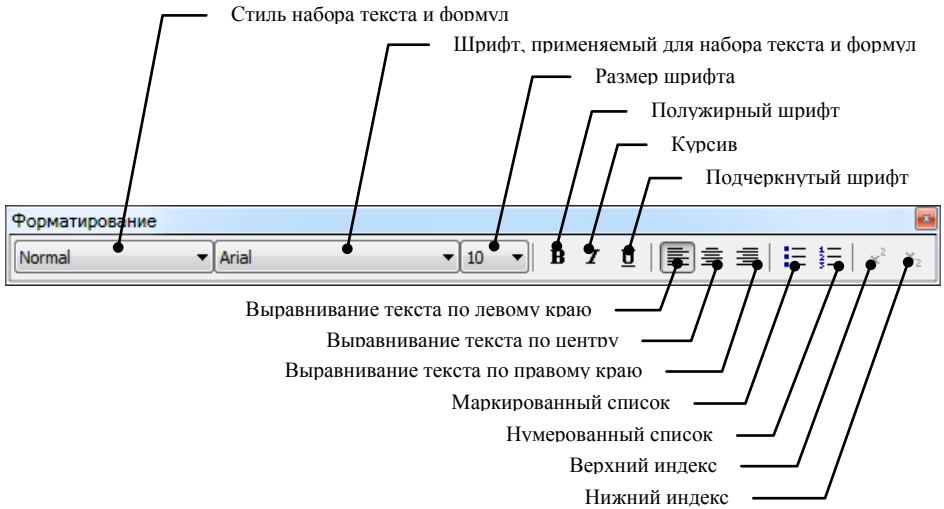 Стиль набора текста и формул
Шрифт, применяемый для набора текста и формул
Размер шрифта
Полужирный шрифт
Курсив
Подчеркнутый шрифт
Форматирование
Normal Arial 10 B I U x² x₂
Выравнивание текста по левому краю
Выравнивание текста по центру
Выравнивание текста по правому краю
Маркированный список
Нумерованный список
Верхний индекс
Нижний индекс